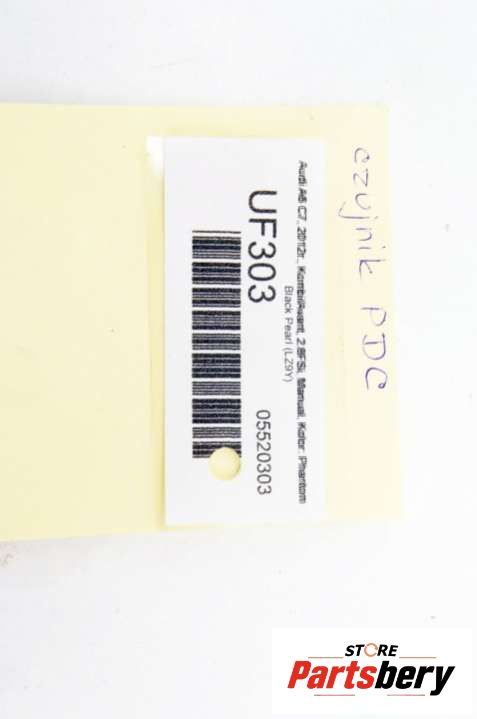 czujnik PDC
Audi A6 C7, 2012r., Kombi/Avant, 2.8FSi, Manual, Kolor: Phantom
Black Pearl (LZ9Y)
UF303
05520303
STORE
Partsbery